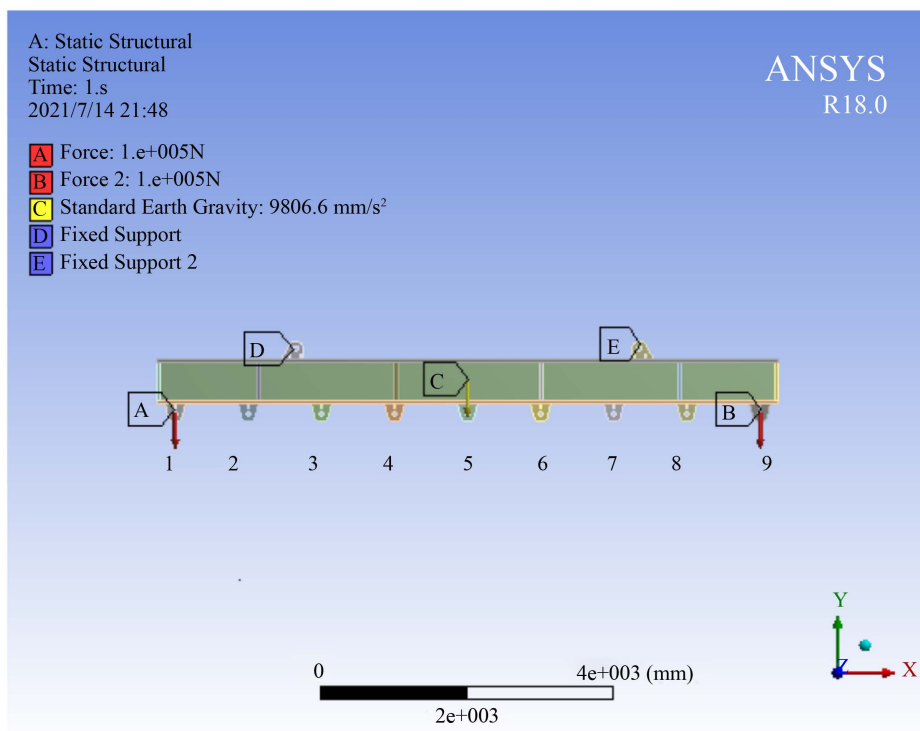 A: Static Structural
Static Structural
Time: 1.s
2021/7/14 21:48
ANSYS
R18.0
A Force: 1.e+005N
B Force 2: 1.e+005N
C Standard Earth Gravity: 9806.6 mm/s²
D Fixed Support
E Fixed Support 2
D
E
C
A
B
1 2 3 4 5 6 7 8 9
Y
Z
X
0 4e+003 (mm)
2e+003